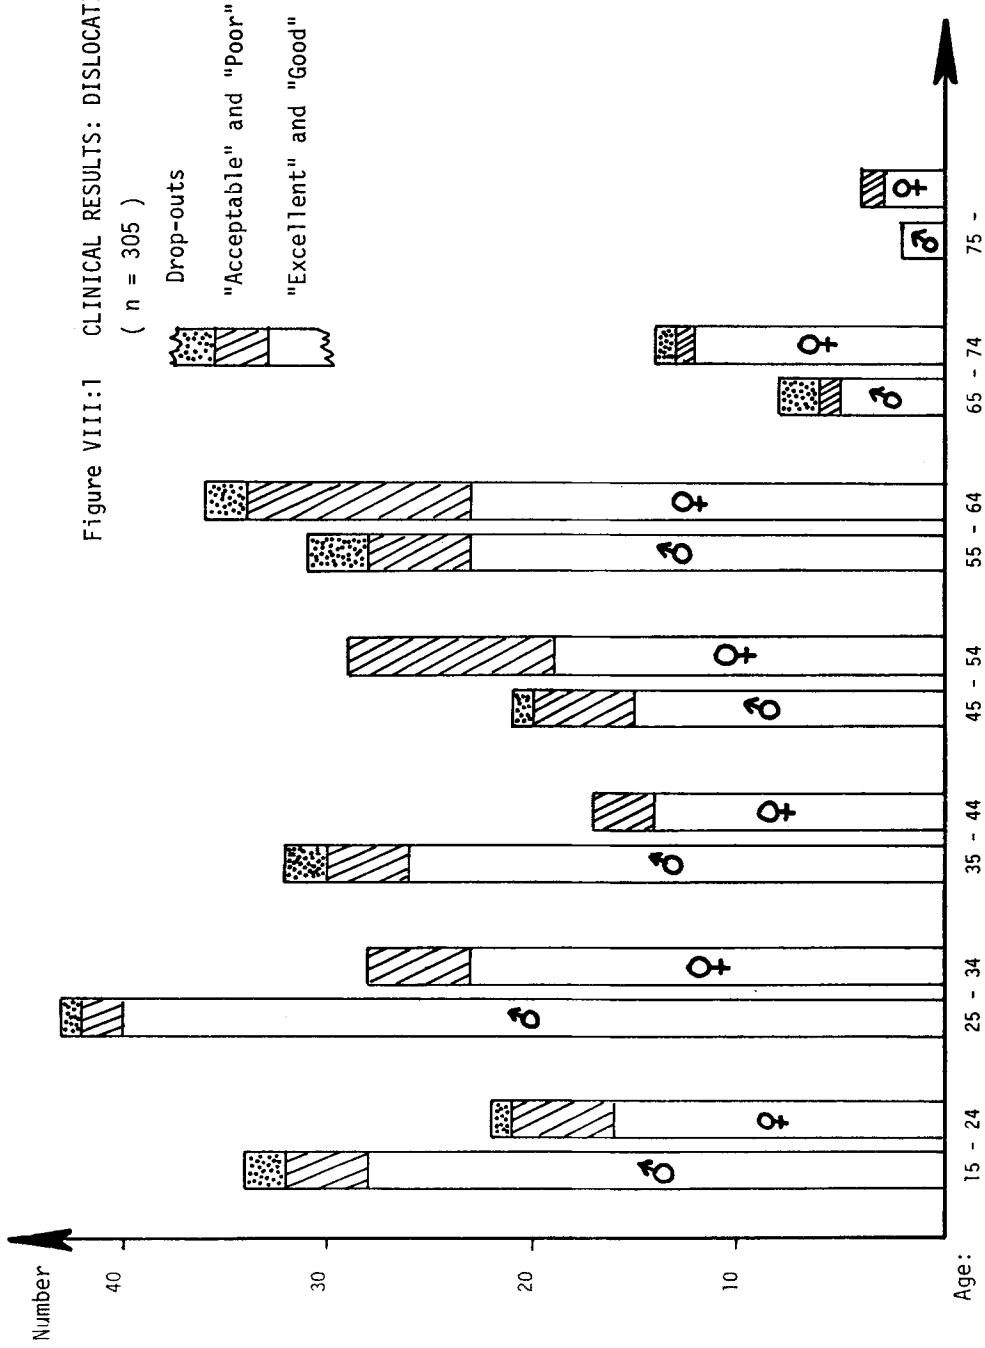 Figure VIII:1 CLINICAL RESULTS: DISLOCAT
( n = 305 )
Drop-outs
"Acceptable" and "Poor"
"Excellent" and "Good"
Number
40
30
20
10
♂ ♀ ♂ ♀ ♂ ♀ ♂ ♀ ♂ ♀ ♂ ♀ ♂ ♀
Age: 15 - 24 25 - 34 35 - 44 45 - 54 55 - 64 65 - 74 75 -